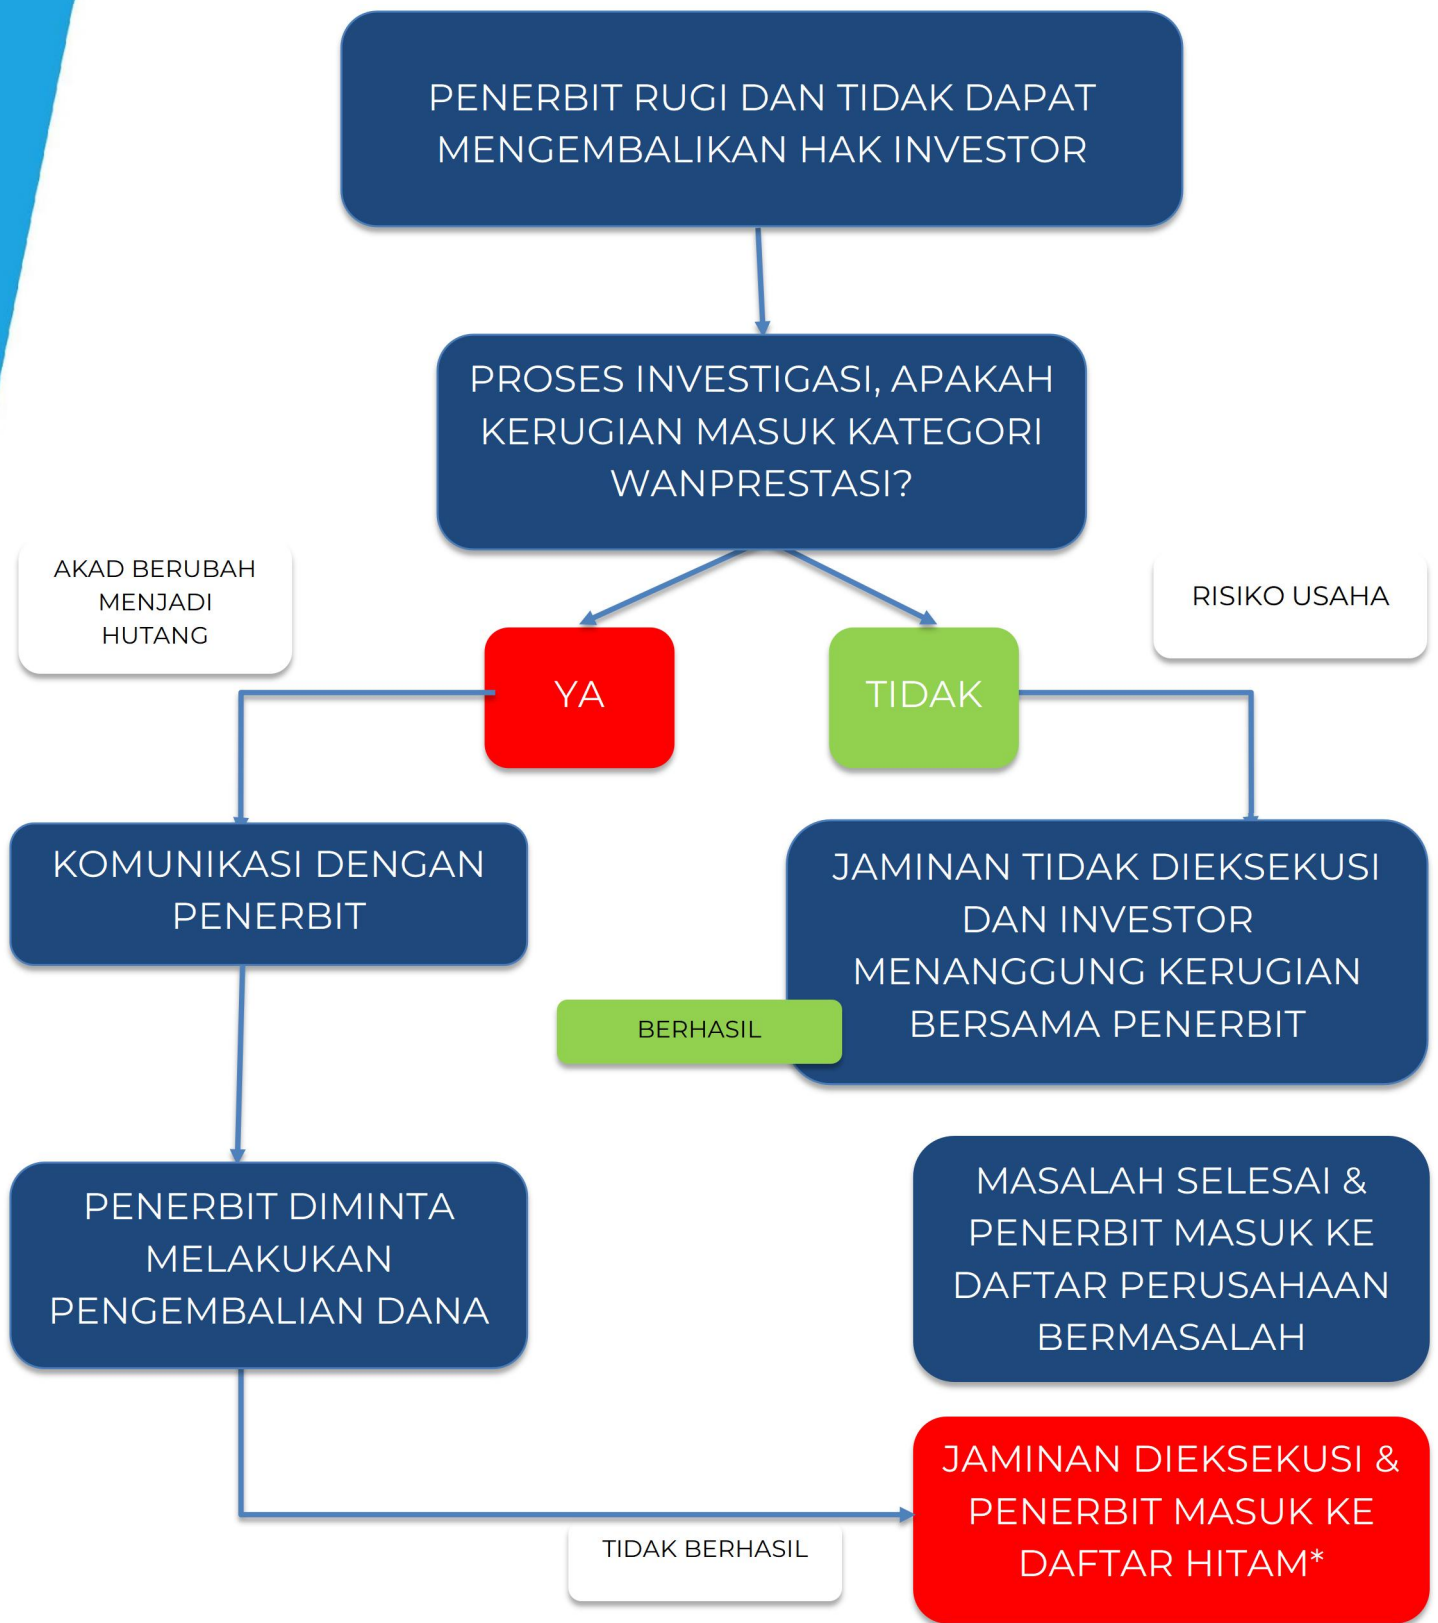 PENERBIT RUGI DAN TIDAK DAPAT
MENGEMBALIKAN HAK INVESTOR
PROSES INVESTIGASI, APAKAH
KERUGIAN MASUK KATEGORI
WANPRESTASI?
AKAD BERUBAH
MENJADI
HUTANG
RISIKO USAHA
YA
TIDAK
KOMUNIKASI DENGAN
PENERBIT
JAMINAN TIDAK DIEKSEKUSI
DAN INVESTOR
MENANGGUNG KERUGIAN
BERSAMA PENERBIT
BERHASIL
PENERBIT DIMINTA
MELAKUKAN
PENGEMBALIAN DANA
MASALAH SELESAI &
PENERBIT MASUK KE
DAFTAR PERUSAHAAN
BERMASALAH
JAMINAN DIEKSEKUSI &
PENERBIT MASUK KE
DAFTAR HITAM*
TIDAK BERHASIL